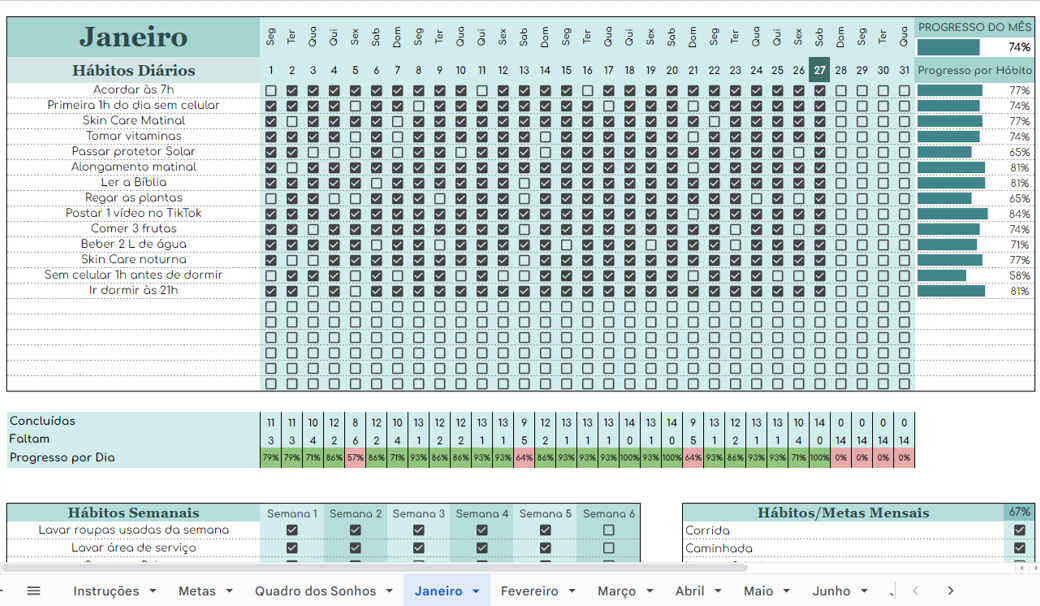 Janeiro Seg Ter Qua Qui Sex Sab Dom Seg Ter Qua Qui Sex Sab Dom Seg Ter Qua Qui Sex Sab Dom Seg Ter Qua Qui Sex Sab Dom Seg Ter Qua PROGRESSO DO MÊS
74%
Hábitos Diários 1 2 3 4 5 6 7 8 9 10 11 12 13 14 15 16 17 18 19 20 21 22 23 24 25 26 27 28 29 30 31 Progresso por Hábito
Acordar às 7h 77%
Primeira 1h do dia sem celular 74%
Skin Care Matinal 77%
Tomar vitaminas 74%
Passar protetor Solar 65%
Alongamento matinal 81%
Ler a Bíblia 81%
Regar as plantas 65%
Postar 1 vídeo no TikTok 84%
Comer 3 frutas 74%
Beber 2 L de água 71%
Skin Care noturna 77%
Sem celular 1h antes de dormir 58%
Ir dormir às 21h 81%
Concluídas 11 11 10 12 8 12 10 13 12 12 13 13 9 12 13 13 13 14 13 14 9 13 12 13 13 10 14 0 0 0 0
Faltam 3 3 4 2 6 2 4 1 2 2 1 1 5 2 1 1 1 0 1 0 5 1 2 1 1 4 0 14 14 14 14
Progresso por Dia 79% 79% 71% 86% 57% 86% 71% 93% 86% 86% 93% 93% 64% 86% 93% 93% 93% 100% 93% 100% 64% 93% 86% 93% 93% 71% 100% 0% 0% 0% 0%
Hábitos Semanais Semana 1 Semana 2 Semana 3 Semana 4 Semana 5 Semana 6 Hábitos/Metas Mensais 67%
Lavar roupas usadas da semana Corrida
Lavar área de serviço Caminhada
Instruções Metas Quadro dos Sonhos Janeiro Fevereiro Março Abril Maio Junho